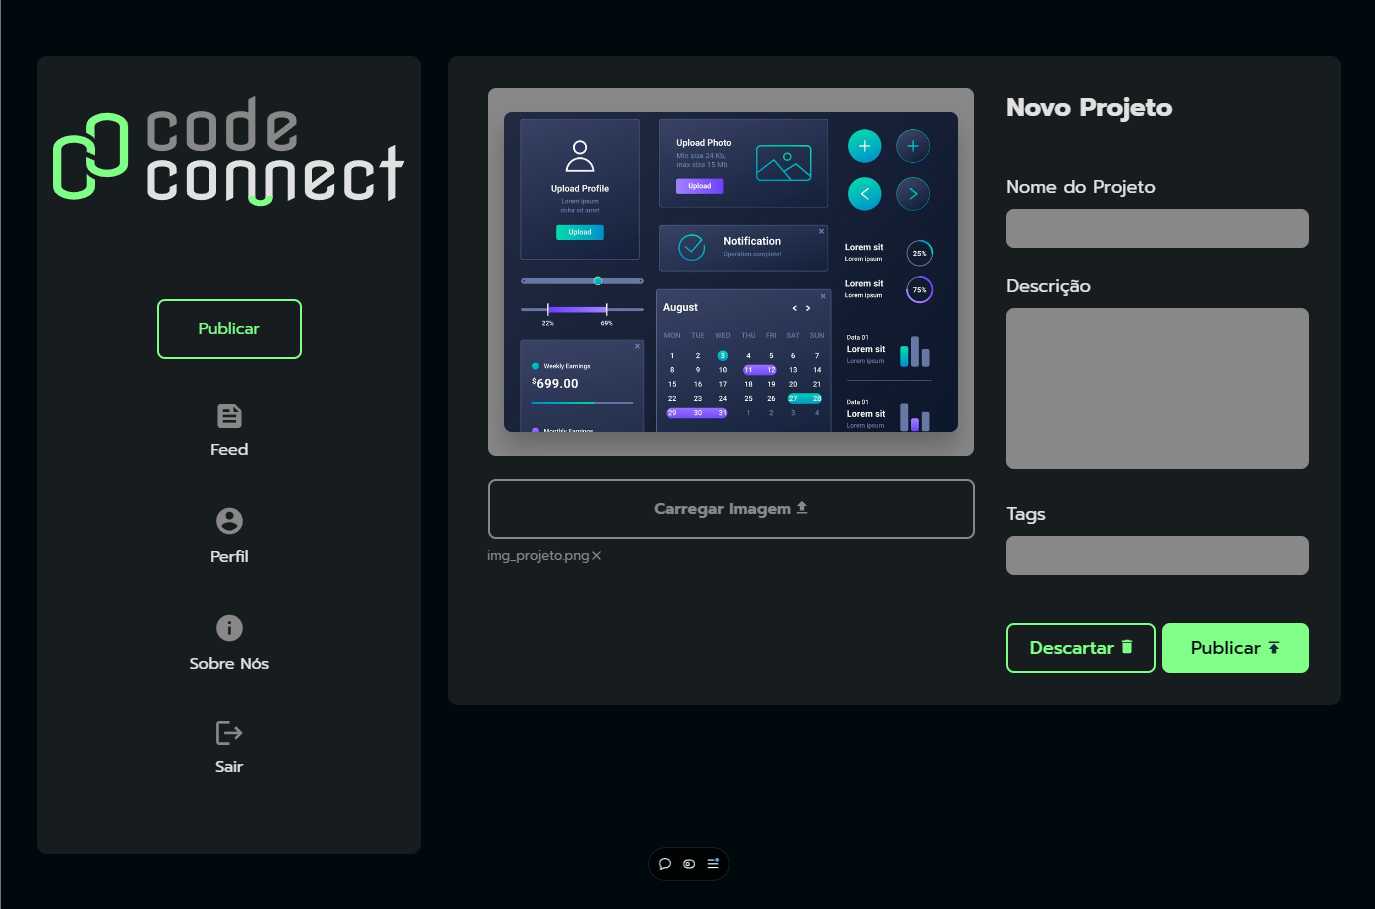 code
connect
Publicar
Feed
Perfil
Sobre Nós
Sair
Upload Profile
Lorem ipsum
dolor sit amet
Upload
Upload Photo
Min size 24 Kb,
max size 15 Mb
Upload
Notification
Operation complete!
22% 69%
Weekly Earnings
$699.00
Monthly Earnings
August
MON TUE WED THU FRI SAT SUN
1 2 3 4 5 6 7
8 9 10 11 12 13 14
15 16 17 18 19 20 21
22 23 24 25 26 27 28
29 30 31 1 2 3 4
Lorem sit
Lorem ipsum
25%
Lorem sit
Lorem ipsum
75%
Data 01
Lorem sit
Lorem ipsum
Data 01
Lorem sit
Lorem ipsum
Carregar Imagem
img_projeto.png
Novo Projeto
Nome do Projeto
Descrição
Tags
Descartar
Publicar